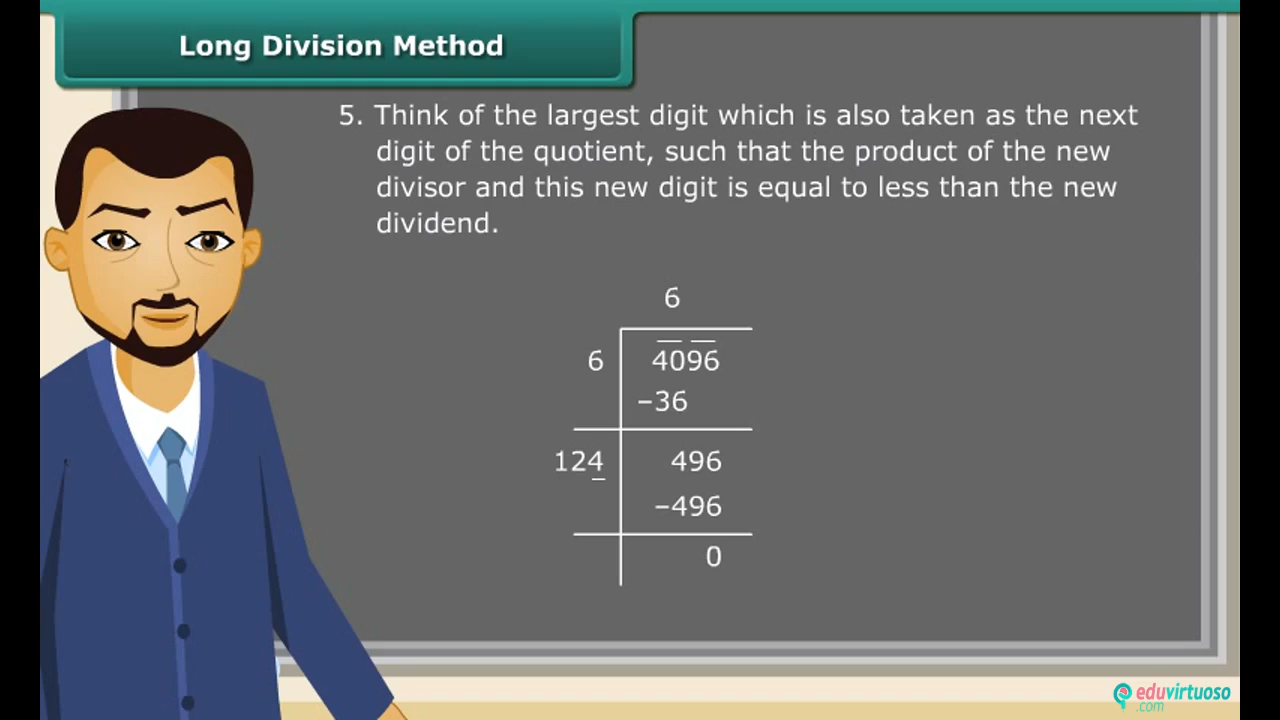 Long Division Method
5. Think of the largest digit which is also taken as the next
digit of the quotient, such that the product of the new
divisor and this new digit is equal to less than the new
dividend.
6
6 4096
–36
124 496
–496
0
eduvirtuoso
.com